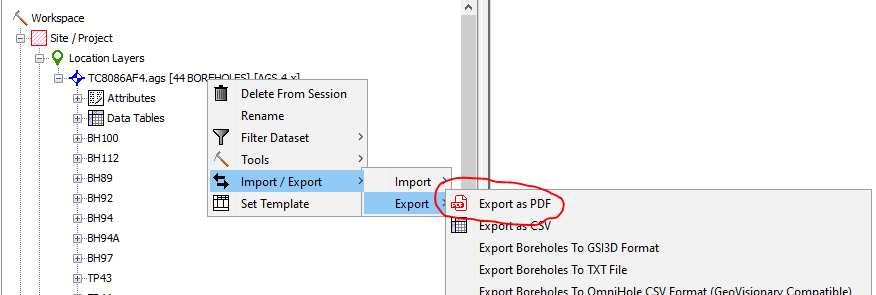 Workspace
Site / Project
Location Layers
TC8086AF4.ags [44 BOREHOLES] [AGS 4.x]
Attributes
Data Tables
BH100
BH112
BH89
BH92
BH94
BH94A
BH97
TP43
Delete From Session
Rename
Filter Dataset
Tools
Import / Export
Set Template
Import
Export
Export as PDF
Export as CSV
Export Boreholes To GSI3D Format
Export Boreholes To TXT File
Export Boreholes To OmniHole CSV Format (GeoVisionary Compatible)